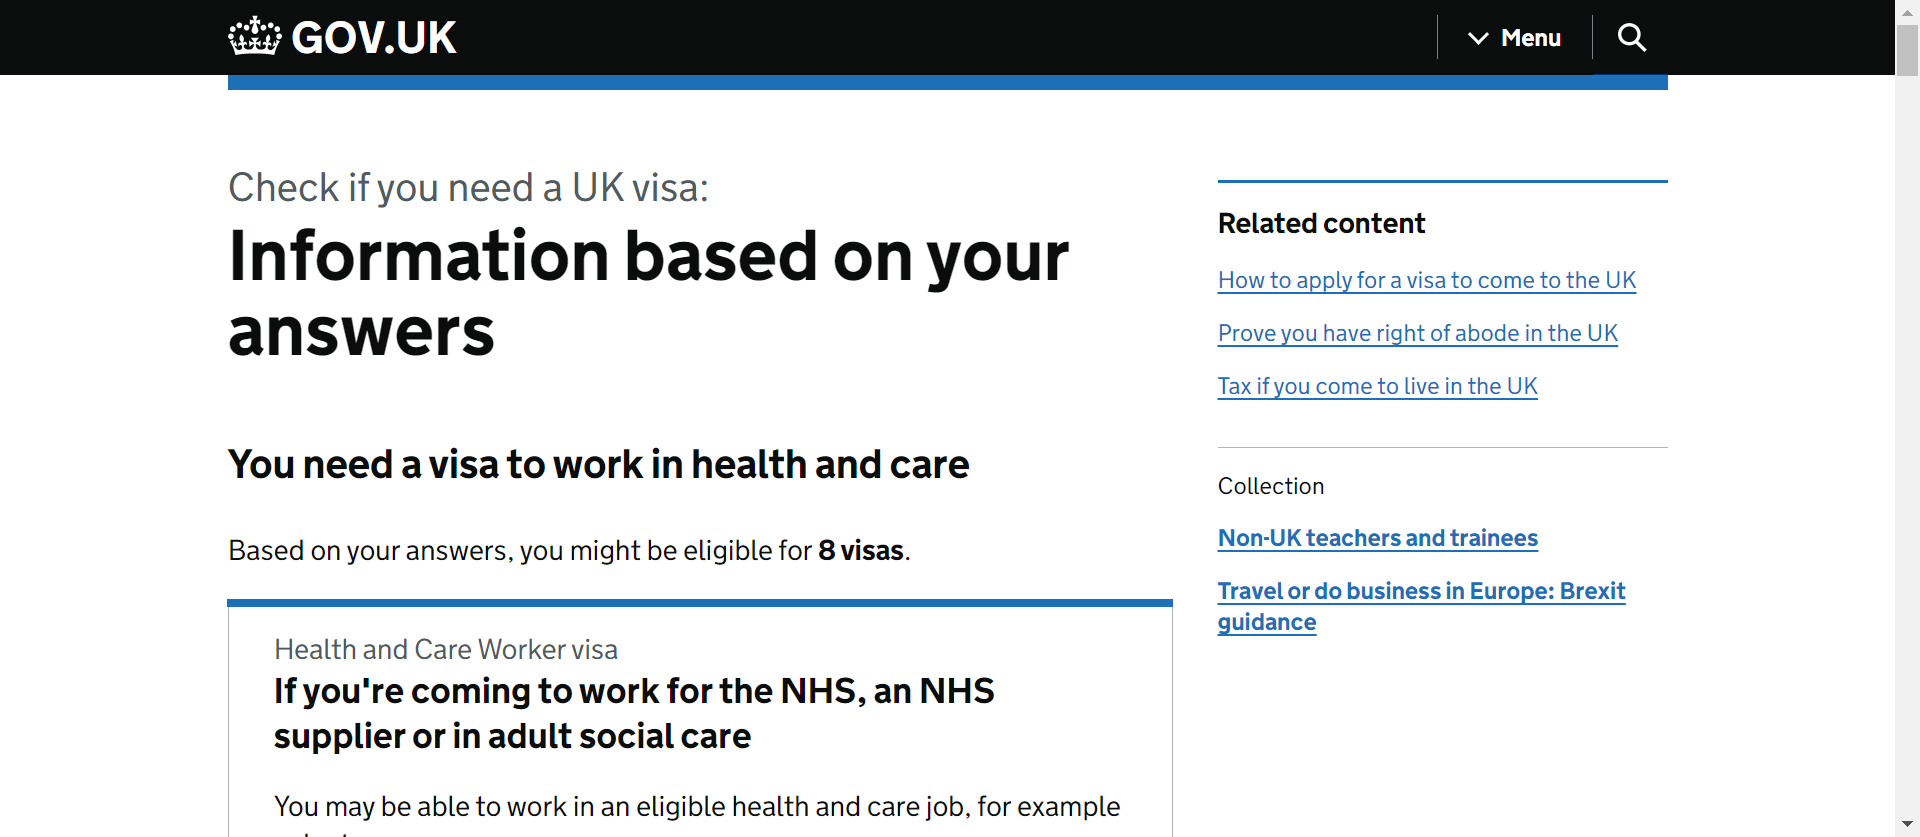 GOV.UK
Menu
Check if you need a UK visa:
Information based on your
answers
You need a visa to work in health and care
Based on your answers, you might be eligible for 8 visas.
Health and Care Worker visa
If you're coming to work for the NHS, an NHS
supplier or in adult social care
You may be able to work in an eligible health and care job, for example
Related content
How to apply for a visa to come to the UK
Prove you have right of abode in the UK
Tax if you come to live in the UK
Collection
Non-UK teachers and trainees
Travel or do business in Europe: Brexit
guidance